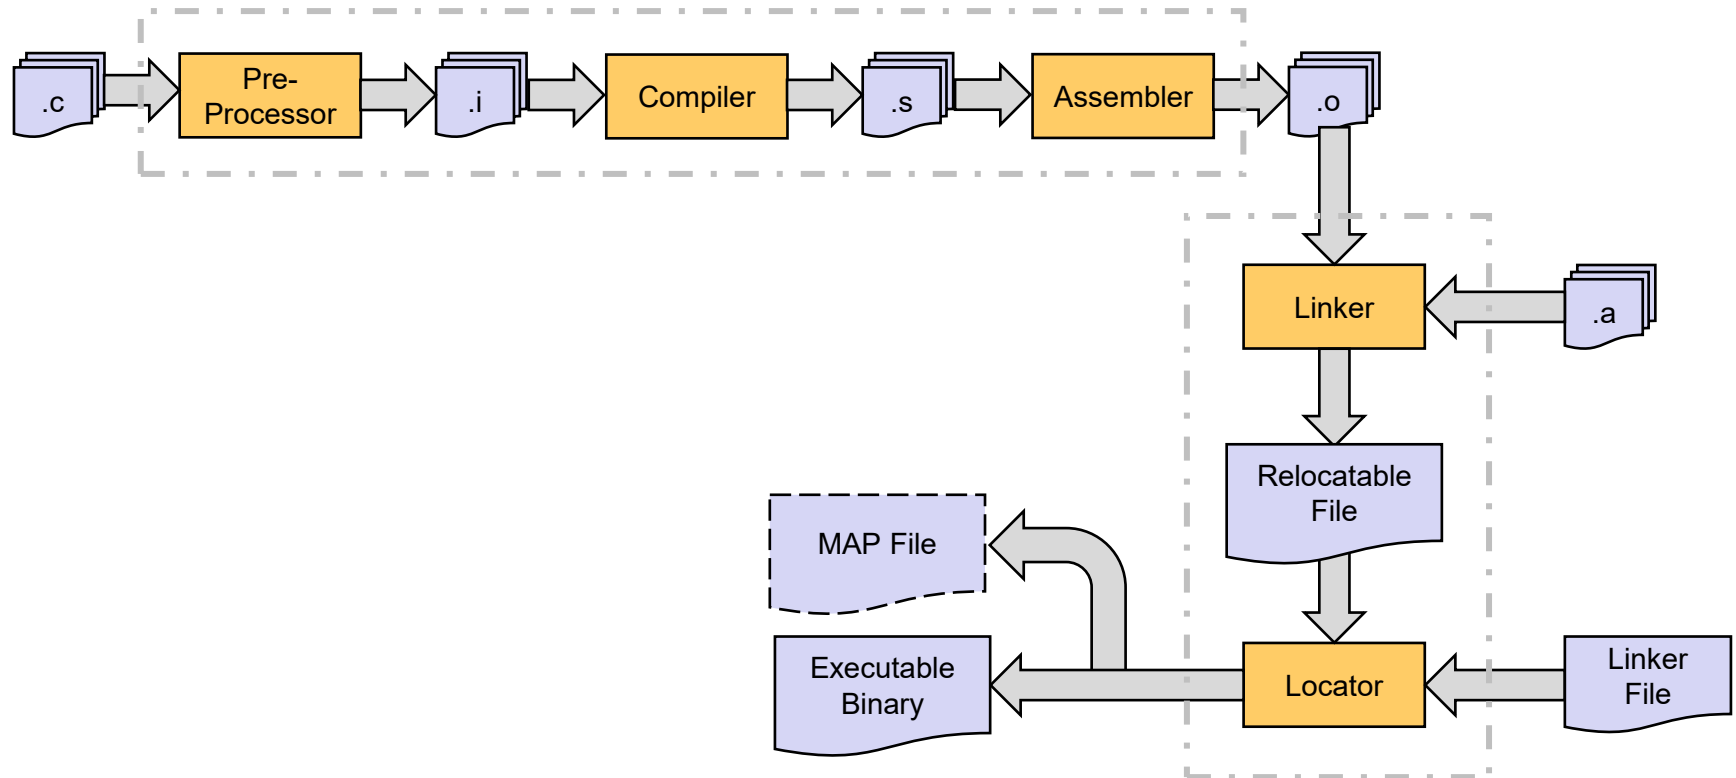 .c
Pre-
Processor
.i
Compiler
.s
Assembler
.o
Linker
.a
Relocatable
File
MAP File
Executable
Binary
Locator
Linker
File